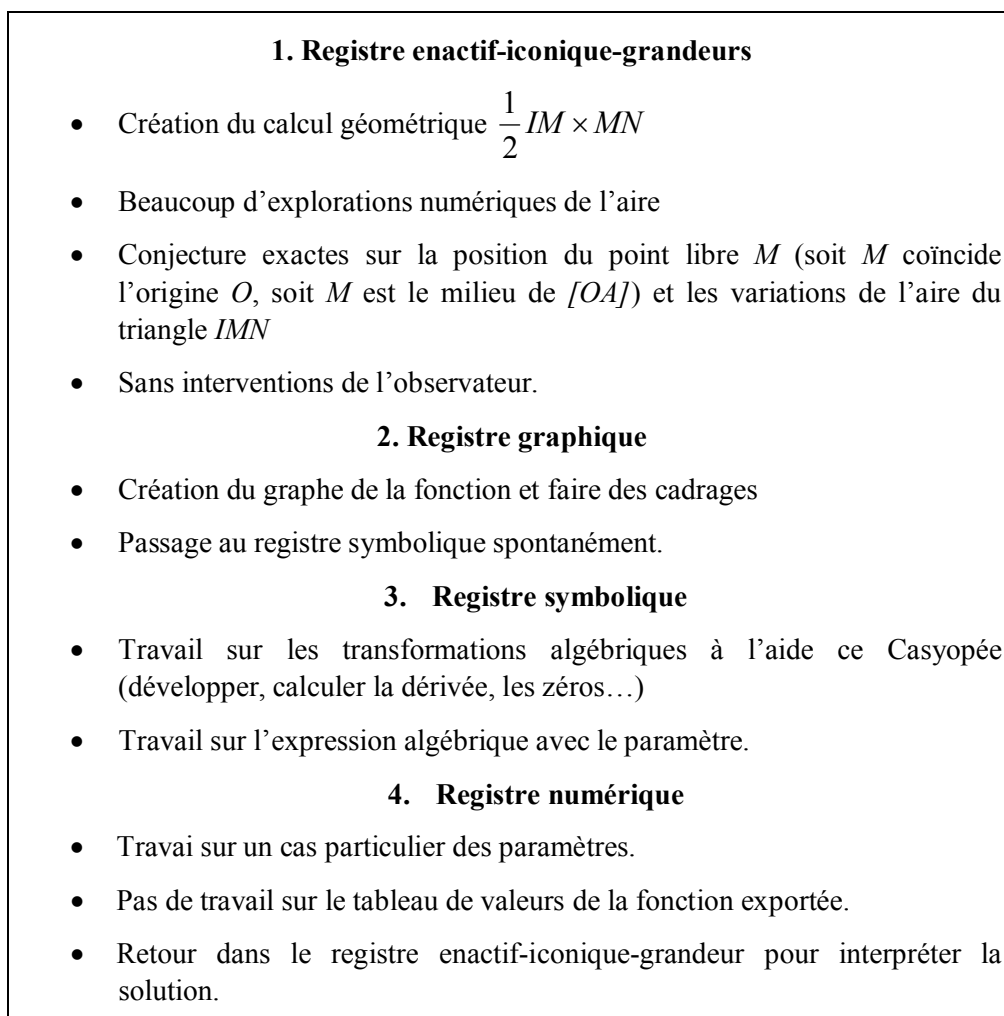 1. Registre enactif-iconique-grandeurs
• Création du calcul géométrique \frac{1}{2} IM × MN
• Beaucoup d'explorations numériques de l'aire
• Conjecture exactes sur la position du point libre M (soit M coïncide
l'origine O, soit M est le milieu de [OA]) et les variations de l'aire du
triangle IMN
• Sans interventions de l'observateur.
2. Registre graphique
• Création du graphe de la fonction et faire des cadrages
• Passage au registre symbolique spontanément.
3. Registre symbolique
• Travail sur les transformations algébriques à l'aide ce Casyopée
(développer, calculer la dérivée, les zéros…)
• Travail sur l'expression algébrique avec le paramètre.
4. Registre numérique
• Travai sur un cas particulier des paramètres.
• Pas de travail sur le tableau de valeurs de la fonction exportée.
• Retour dans le registre enactif-iconique-grandeur pour interpréter la
solution.